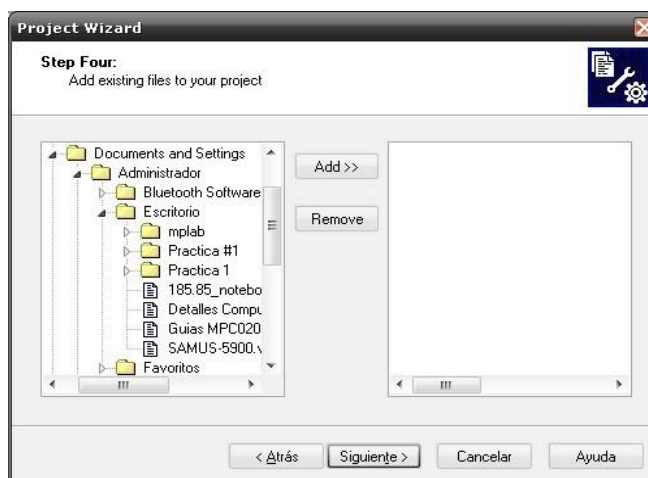 Project Wizard
Step Four:
Add existing files to your project
Documents and Settings
Administrador
Bluetooth Software
Escritorio
mplab
Practica #1
Practica 1
185.85_notebo
Detalles Compu
Guias MPC020
SAMUS-5900.v
Favoritos
Add >>
Remove
< Atrás
Siguiente >
Cancelar
Ayuda